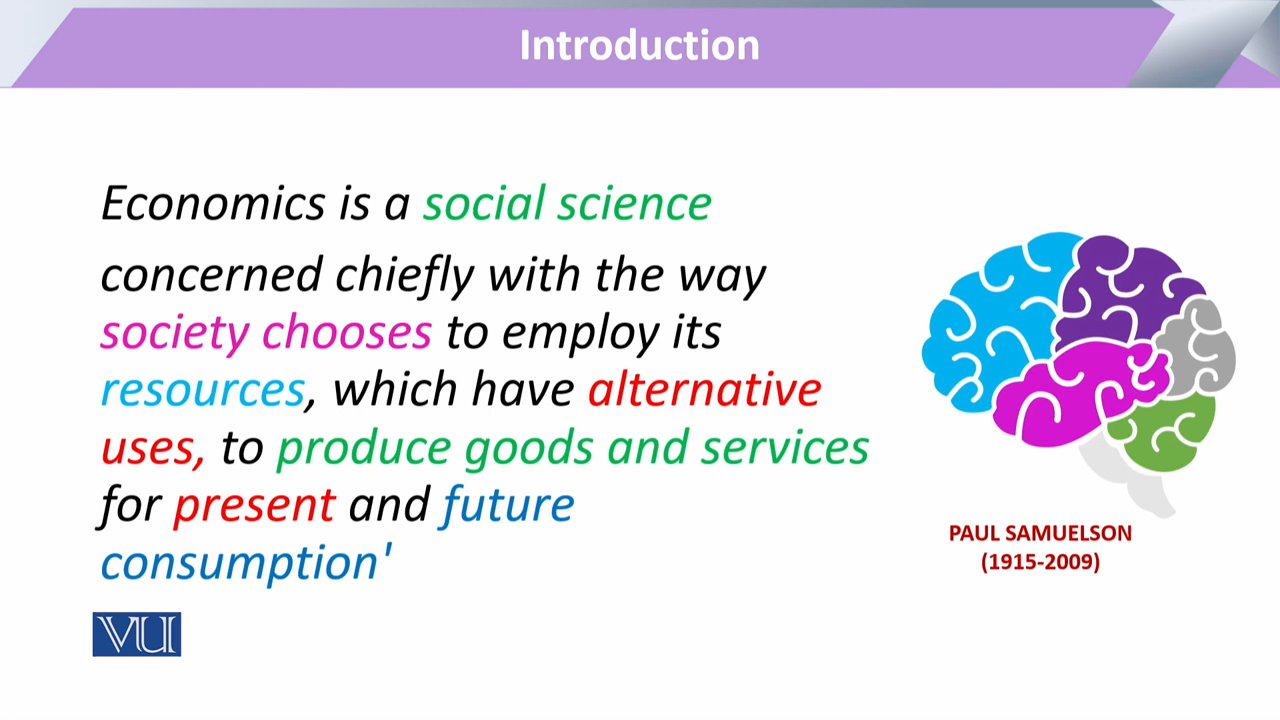 Introduction
Economics is a social science
concerned chiefly with the way
society chooses to employ its
resources, which have alternative
uses, to produce goods and services
for present and future
consumption'
PAUL SAMUELSON
(1915-2009)
VU